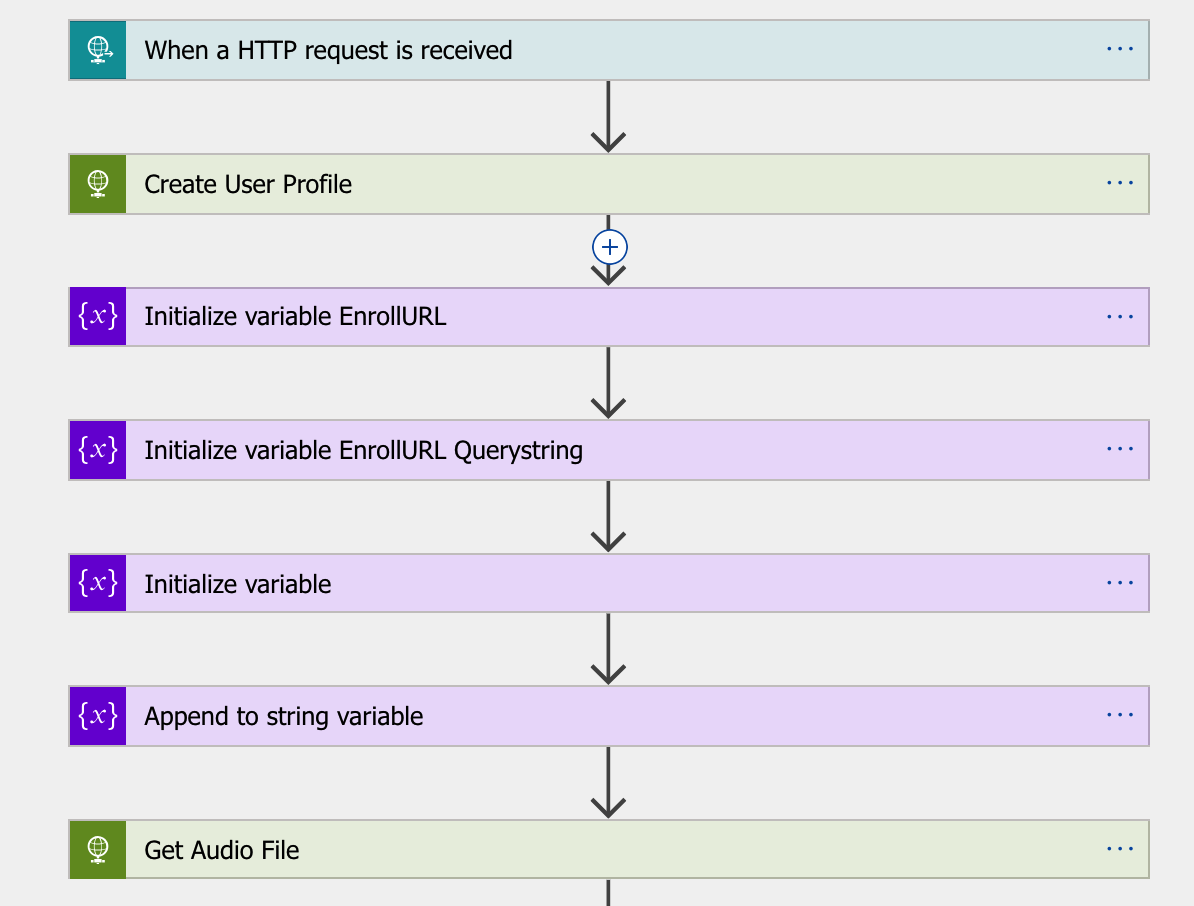 When a HTTP request is received
Create User Profile
{x} Initialize variable EnrollURL
{x} Initialize variable EnrollURL Querystring
{x} Initialize variable
{x} Append to string variable
Get Audio File